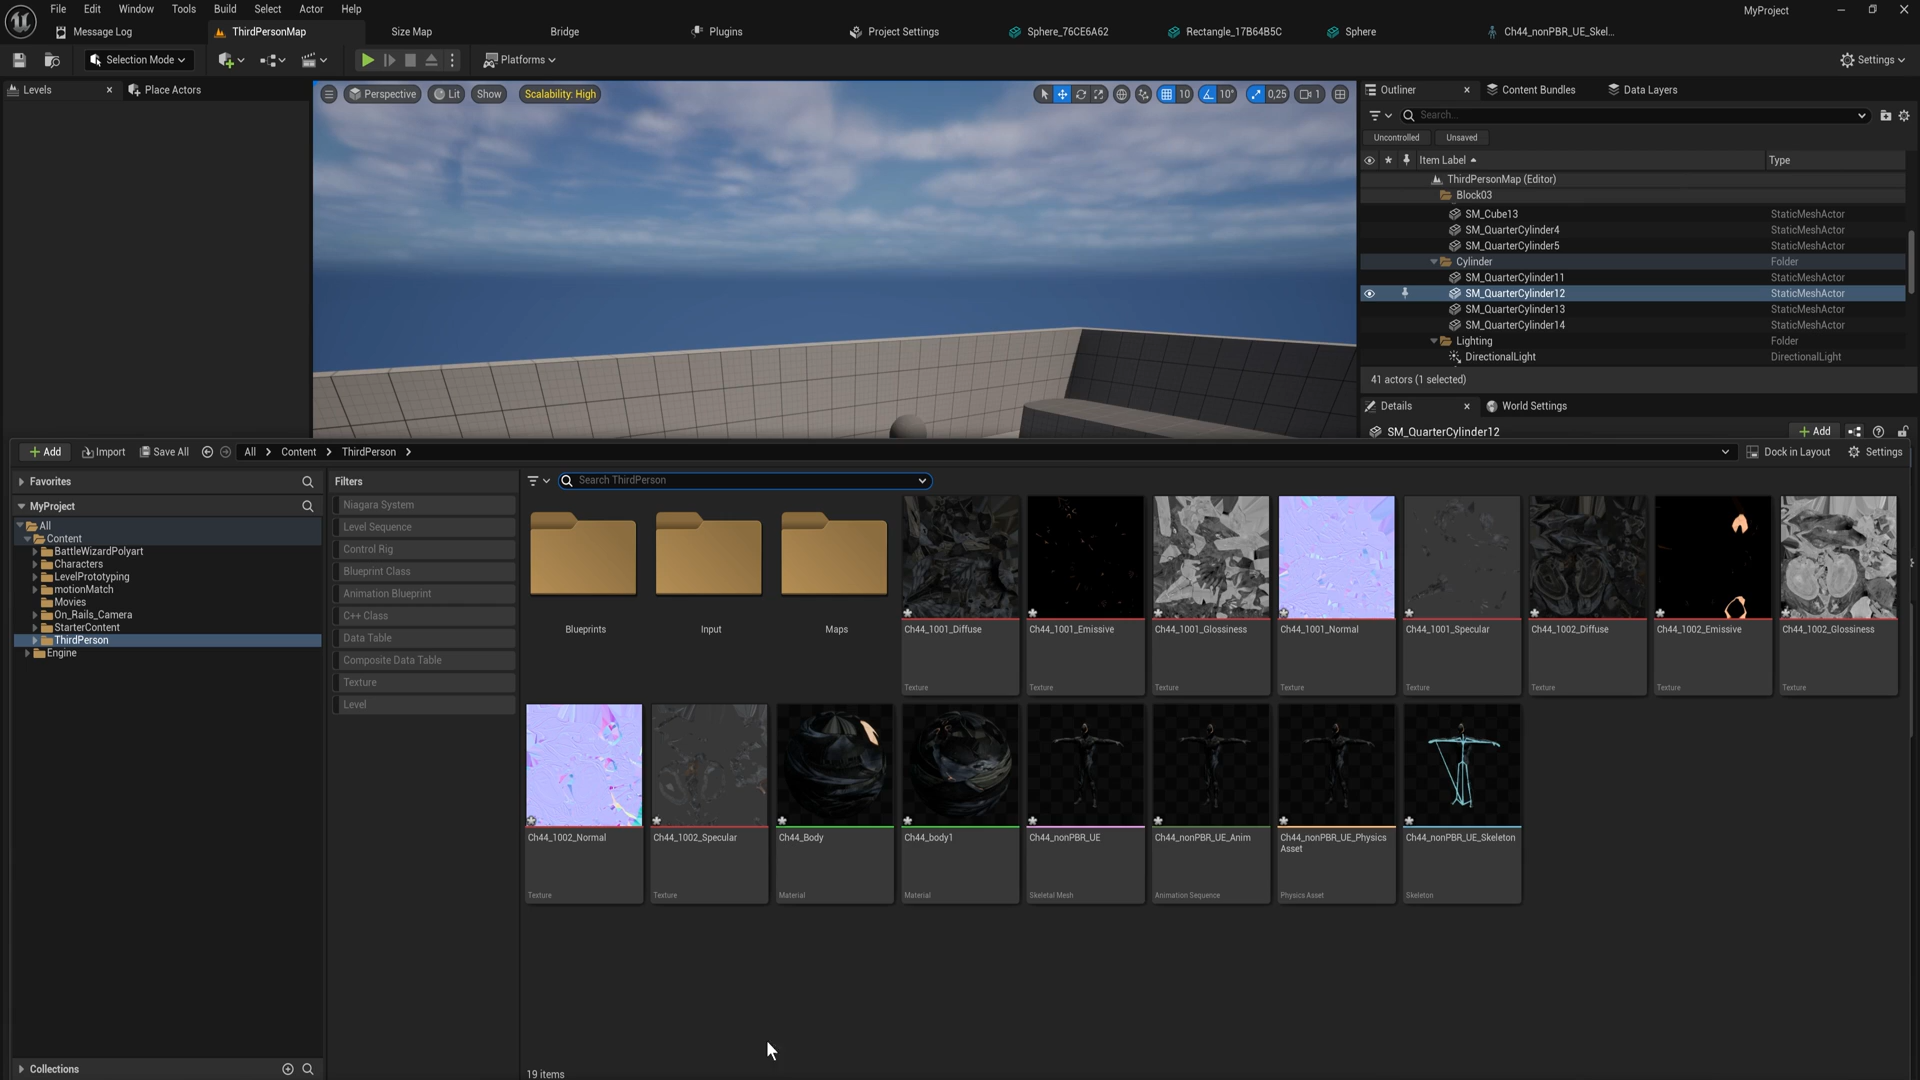 File Edit Window Tools Build Select Actor Help
MyProject
Message Log
ThirdPersonMap
Size Map
Bridge
Plugins
Project Settings
Sphere_76CE6A62
Rectangle_17B64B5C
Sphere
Ch44_nonPBR_UE_Skel...
Selection Mode
Platforms
Settings
Levels
Place Actors
Perspective
Lit
Show
Scalability: High
10
10°
0,25
1
Outliner
Content Bundles
Data Layers
Search...
Uncontrolled
Unsaved
Item Label
Type
ThirdPersonMap (Editor)
Block03
SM_Cube13 StaticMeshActor
SM_QuarterCylinder4 StaticMeshActor
SM_QuarterCylinder5 StaticMeshActor
Cylinder Folder
SM_QuarterCylinder11 StaticMeshActor
SM_QuarterCylinder12 StaticMeshActor
SM_QuarterCylinder13 StaticMeshActor
SM_QuarterCylinder14 StaticMeshActor
Lighting Folder
DirectionalLight DirectionalLight
41 actors (1 selected)
Details
World Settings
SM_QuarterCylinder12
Add
Add
Import
Save All
All
Content
ThirdPerson
Dock in Layout
Settings
Favorites
MyProject
All
Content
BattleWizardPolyart
Characters
LevelPrototyping
motionMatch
Movies
On_Rails_Camera
StarterContent
ThirdPerson
Engine
Collections
Filters
Niagara System
Level Sequence
Control Rig
Blueprint Class
Animation Blueprint
C++ Class
Data Table
Composite Data Table
Texture
Level
Search ThirdPerson
Blueprints
Input
Maps
Ch44_1001_Diffuse
Texture
Ch44_1001_Emissive
Texture
Ch44_1001_Glossiness
Texture
Ch44_1001_Normal
Texture
Ch44_1001_Specular
Texture
Ch44_1002_Diffuse
Texture
Ch44_1002_Emissive
Texture
Ch44_1002_Glossiness
Texture
Ch44_1002_Normal
Texture
Ch44_1002_Specular
Texture
Ch44_Body
Material
Ch44_body1
Material
Ch44_nonPBR_UE
Skeletal Mesh
Ch44_nonPBR_UE_Anim
Animation Sequence
Ch44_nonPBR_UE_Physics
Asset
Physics Asset
Ch44_nonPBR_UE_Skeleton
Skeleton
19 items